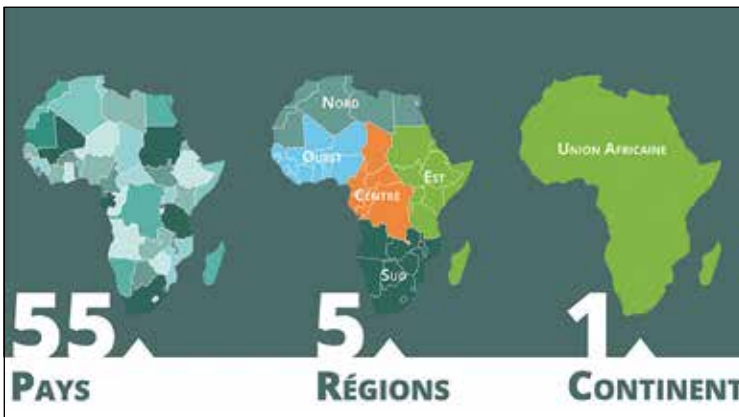 Nord
Ouest
Centre
Est
Sud
Union Africaine
55
Pays
5
Régions
1
Continent